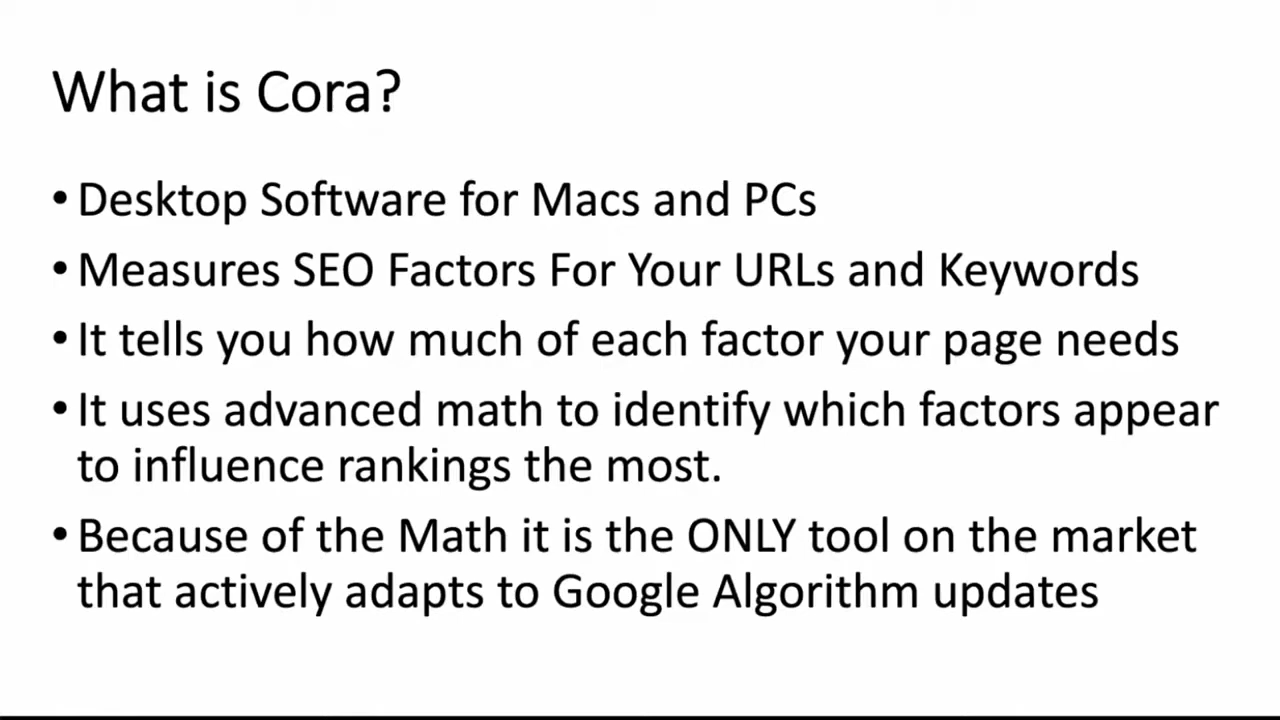 What is Cora?
• Desktop Software for Macs and PCs
• Measures SEO Factors For Your URLs and Keywords
• It tells you how much of each factor your page needs
• It uses advanced math to identify which factors appear
to influence rankings the most.
• Because of the Math it is the ONLY tool on the market
that actively adapts to Google Algorithm updates